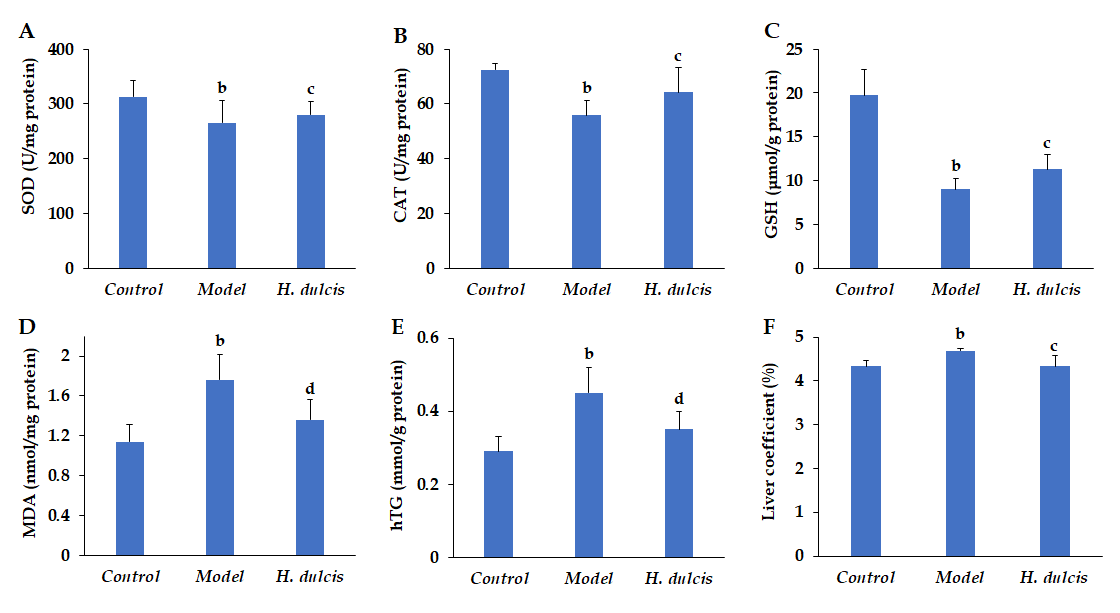 A
SOD (U/mg protein)
400
300
200
100
0
b
c
Control Model H. dulcis
B
CAT (U/mg protein)
80
60
40
20
0
b
c
Control Model H. dulcis
C
GSH (μmol/g protein)
25
20
15
10
5
0
b
c
Control Model H. dulcis
D
MDA (nmol/mg protein)
2
1.6
1.2
0.8
0.4
0
b
d
Control Model H. dulcis
E
hTG (mmol/g protein)
0.6
0.4
0.2
0
b
d
Control Model H. dulcis
F
Liver coefficient (%)
5
4
3
2
1
0
b
c
Control Model H. dulcis